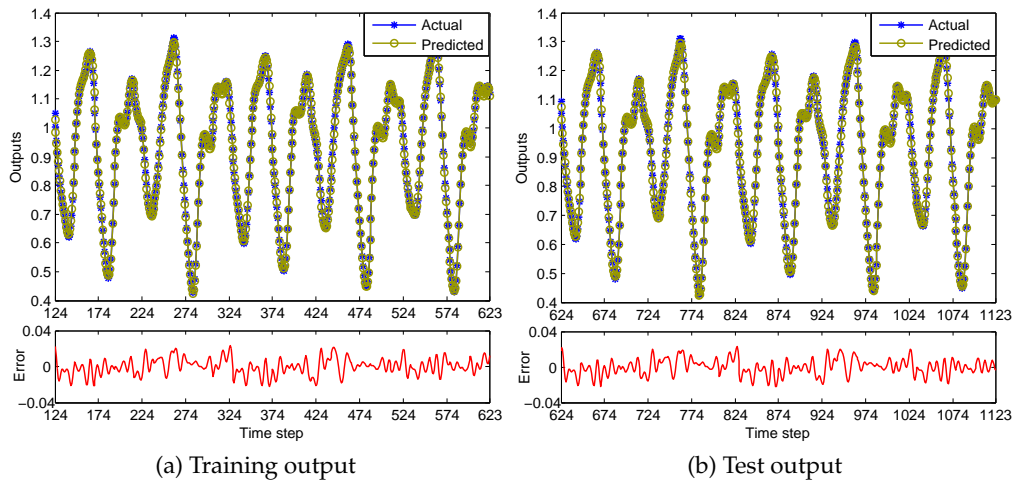 1.4
1.3
1.2
1.1
1
0.9
0.8
0.7
0.6
0.5
0.4
Outputs
Actual
Predicted
124 174 224 274 324 374 424 474 524 574 623
0.04
0
−0.04
Error
124 174 224 274 324 374 424 474 524 574 623
Time step
(a) Training output
1.4
1.3
1.2
1.1
1
0.9
0.8
0.7
0.6
0.5
0.4
Outputs
Actual
Predicted
624 674 724 774 824 874 924 974 1024 1074 1123
0.04
0
−0.04
Error
624 674 724 774 824 874 924 974 1024 1074 1123
Time step
(b) Test output